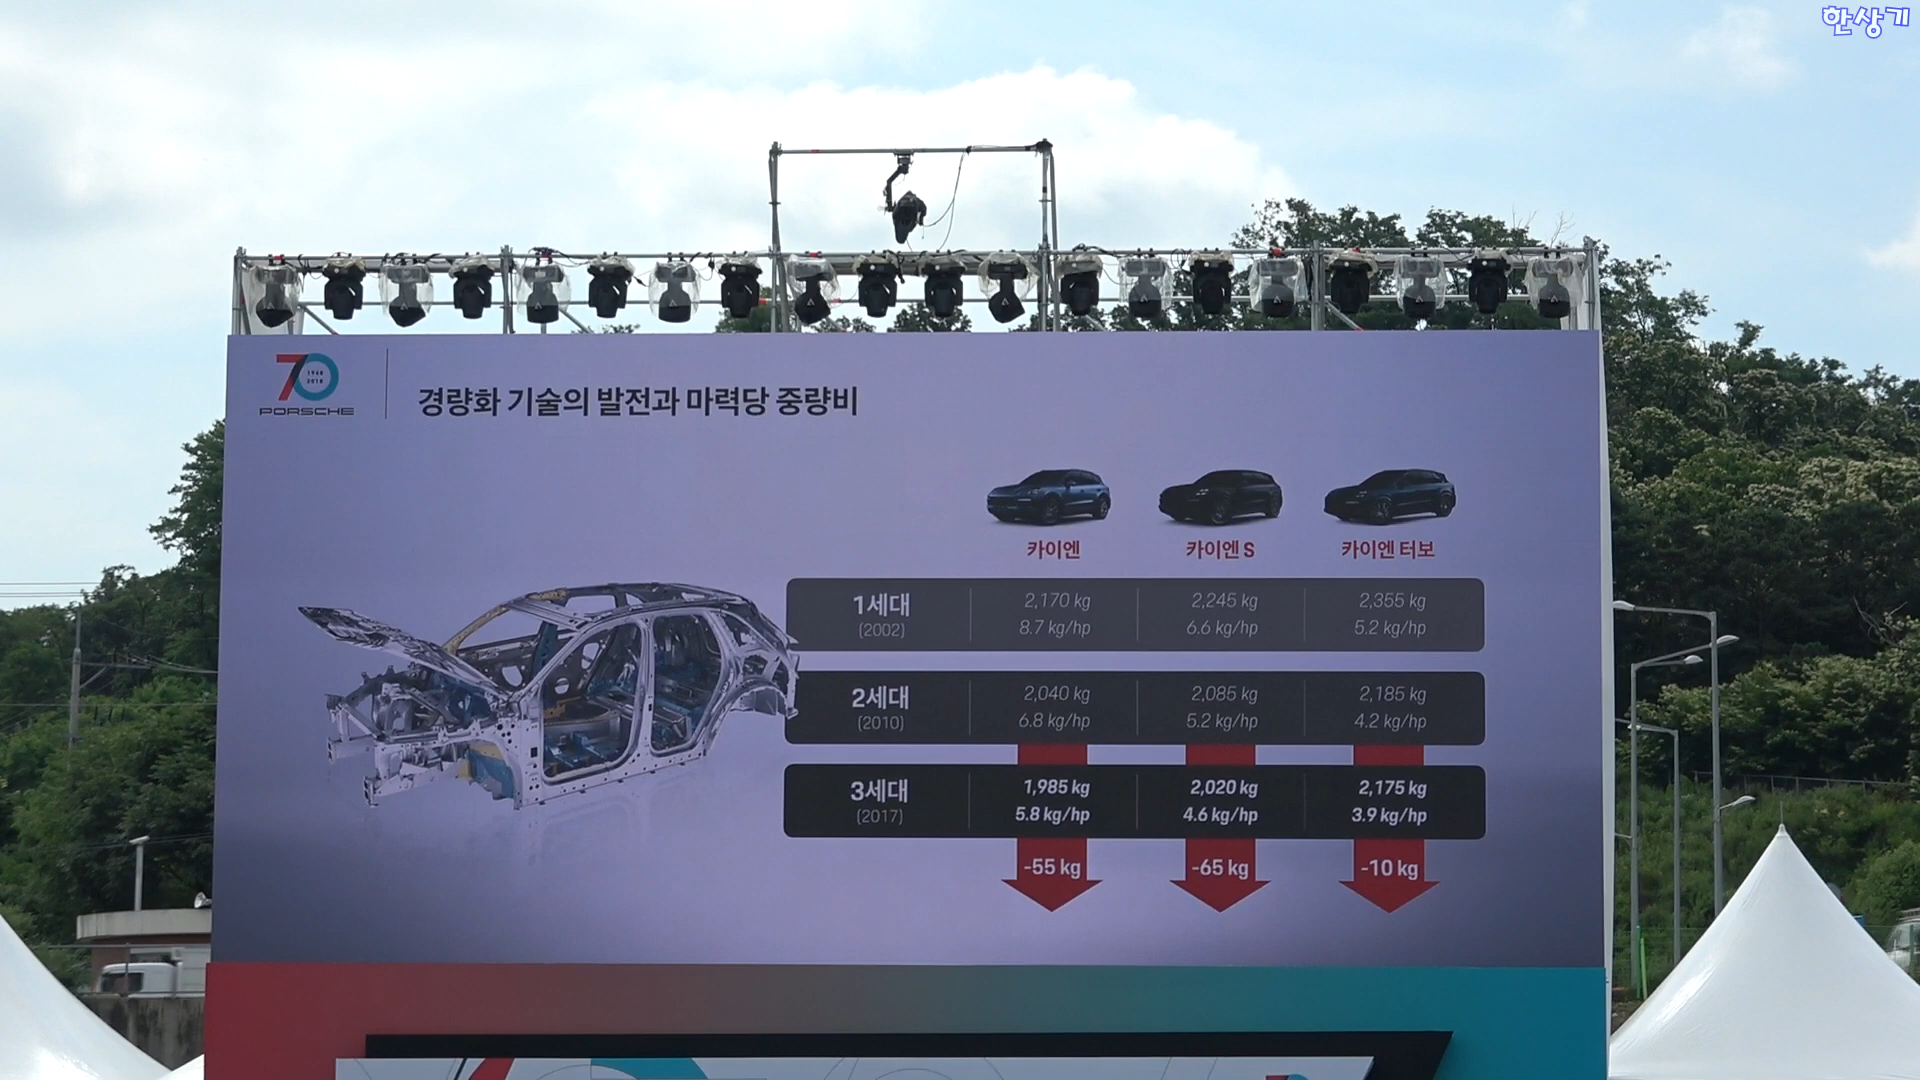 한상기
70
1948
2018
PORSCHE
경량화 기술의 발전과 마력당 중량비
카이엔 카이엔 S 카이엔 터보
1세대 2,170 kg 2,245 kg 2,355 kg
(2002) 8.7 kg/hp 6.6 kg/hp 5.2 kg/hp
2세대 2,040 kg 2,085 kg 2,185 kg
(2010) 6.8 kg/hp 5.2 kg/hp 4.2 kg/hp
3세대 1,985 kg 2,020 kg 2,175 kg
(2017) 5.8 kg/hp 4.6 kg/hp 3.9 kg/hp
-55 kg -65 kg -10 kg